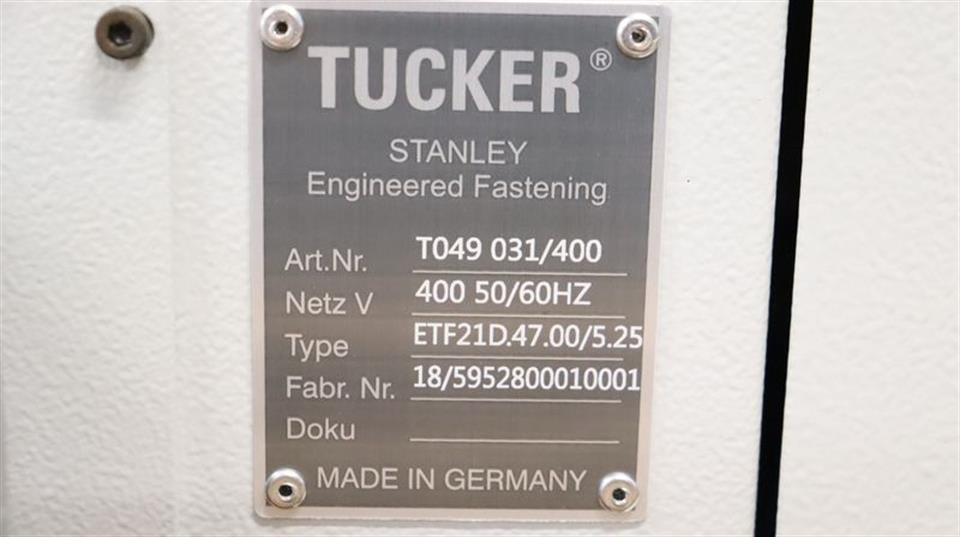 TUCKER®
STANLEY
Engineered Fastening
Art.Nr. T049 031/400
Netz V 400 50/60HZ
Type ETF21D.47.00/5.25
Fabr. Nr. 18/5952800010001
Doku
MADE IN GERMANY